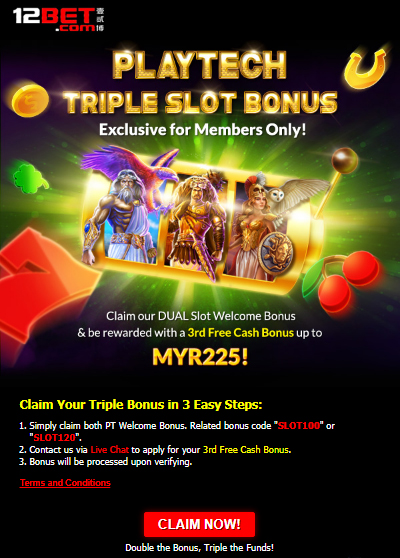 12BET 壹貳博
.com
PLAYTECH
TRIPLE SLOT BONUS
Exclusive for Members Only!
Claim our DUAL Slot Welcome Bonus
& be rewarded with a 3rd Free Cash Bonus up to
MYR225!
Claim Your Triple Bonus in 3 Easy Steps:
1. Simply claim both PT Welcome Bonus. Related bonus code "SLOT100" or
"SLOT120".
2. Contact us via Live Chat to apply for your 3rd Free Cash Bonus.
3. Bonus will be processed upon verifying.
Terms and Conditions
CLAIM NOW!
Double the Bonus, Triple the Funds!